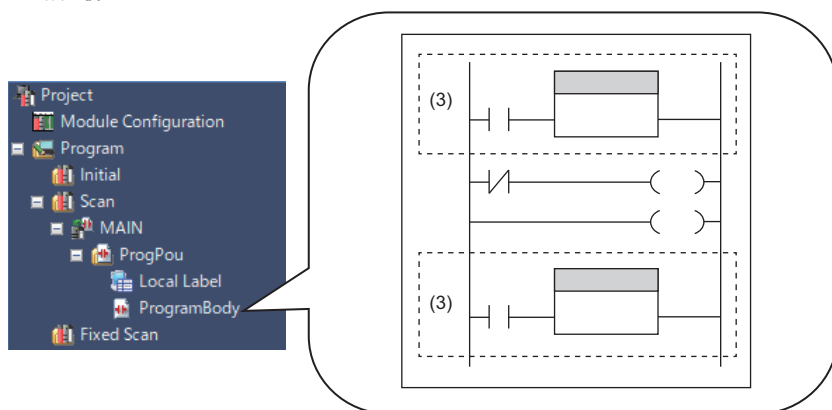 Project
Module Configuration
Program
Initial
Scan
MAIN
ProgPou
Local Label
ProgramBody
Fixed Scan
(3)
(3)